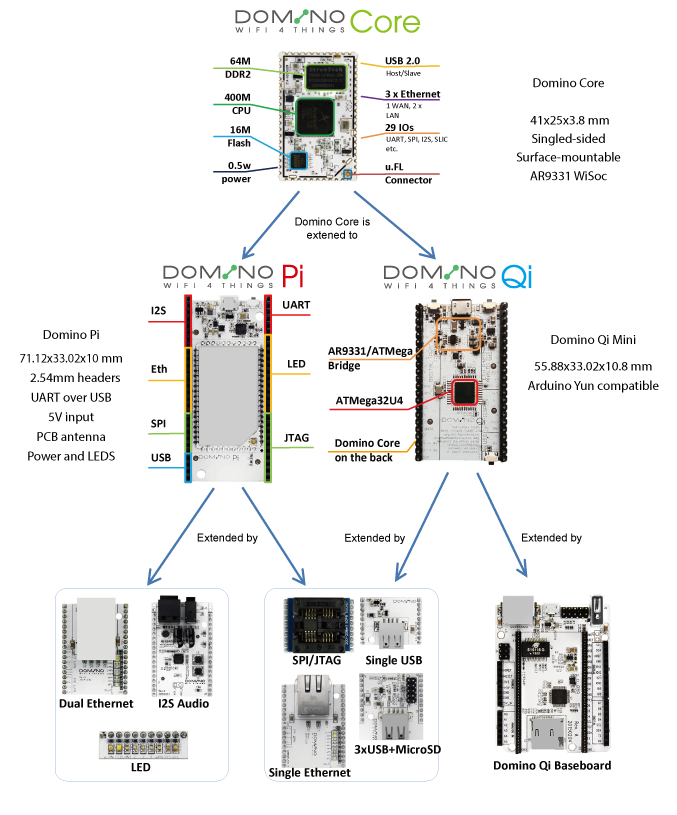 DOMINO Core
WIFI 4 THINGS
64M
DDR2
400M
CPU
16M
Flash
0.5w
power
USB 2.0
Host/Slave
3 x Ethernet
1 WAN, 2 x
LAN
29 IOs
UART, SPI, I2S, SLIC
etc.
u.FL
Connector
Domino Core
41x25x3.8 mm
Singled-sided
Surface-mountable
AR9331 WiSoc
Domino Core is
extened to
DOMINO Pi
WIFI 4 THINGS
DOMINO Qi
WIFI 4 THINGS
Domino Pi
71.12x33.02x10 mm
2.54mm headers
UART over USB
5V input
PCB antenna
Power and LEDS
I2S
Eth
SPI
USB
UART
LED
JTAG
DOMINO Pi
AR9331/ATMega
Bridge
ATMega32U4
Domino Core
on the back
Domino Qi Mini
55.88x33.02x10.8 mm
Arduino Yun compatible
Extended by
Extended by
Extended by
Dual Ethernet
I2S Audio
LED
SPI/JTAG
Single USB
Single Ethernet
3xUSB+MicroSD
Domino Qi Baseboard